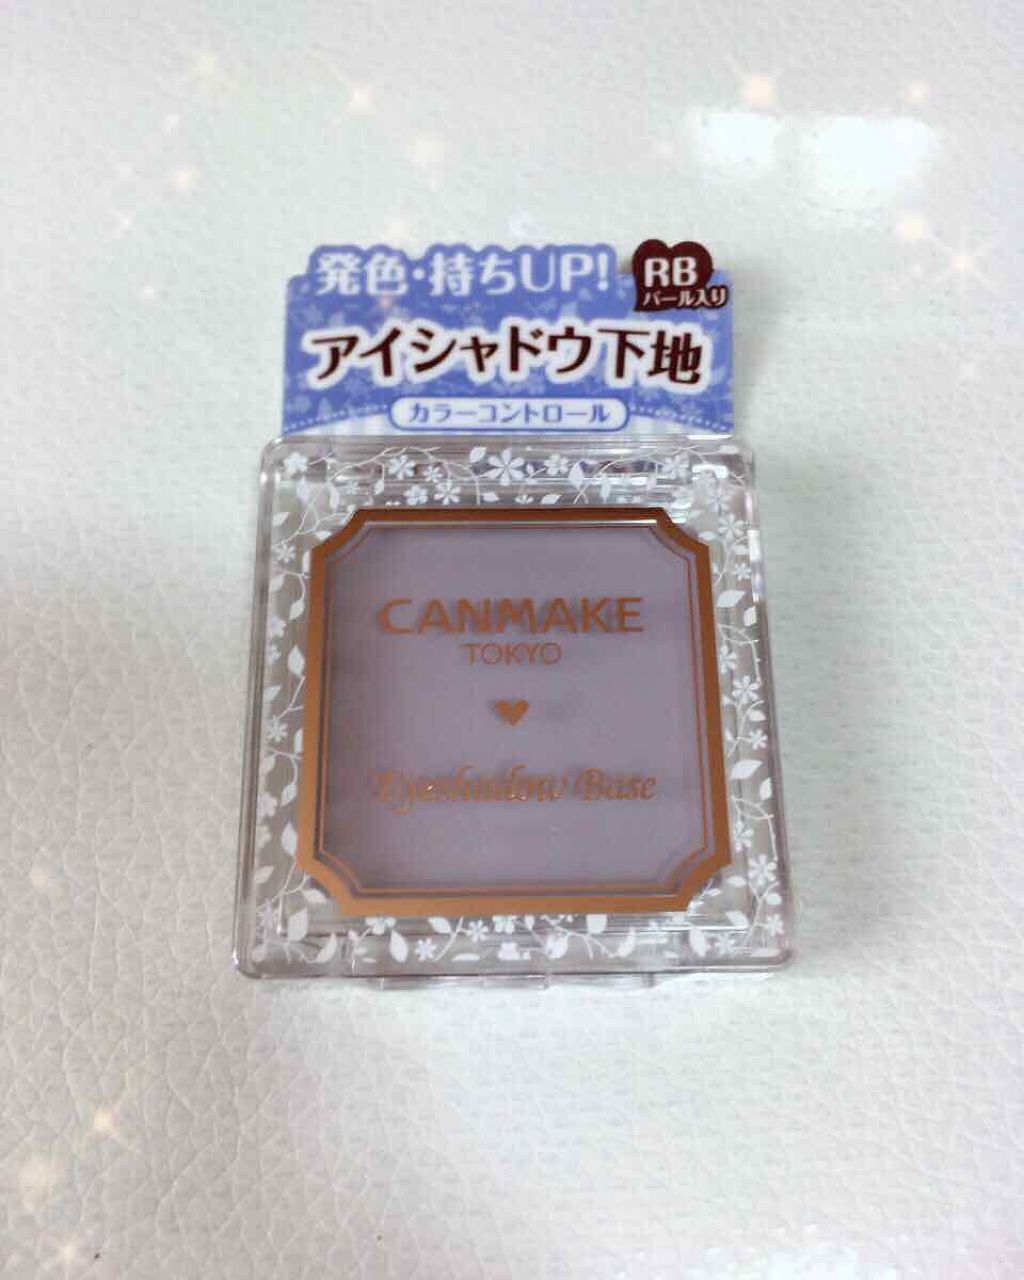 発色・持ちUP!
RB
パール入り
アイシャドウ下地
カラーコントロール
CANMAKE
TOKYO
Eyeshadow Base